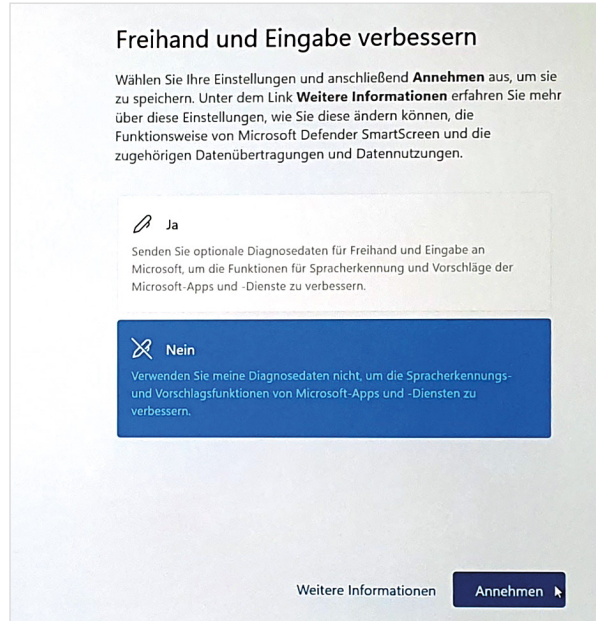 Freihand und Eingabe verbessern
Wählen Sie Ihre Einstellungen und anschließend Annehmen aus, um sie
zu speichern. Unter dem Link Weitere Informationen erfahren Sie mehr
über diese Einstellungen, wie Sie diese ändern können, die
Funktionsweise von Microsoft Defender SmartScreen und die
zugehörigen Datenübertragungen und Datennutzungen.
Ja
Senden Sie optionale Diagnosedaten für Freihand und Eingabe an
Microsoft, um die Funktionen für Spracherkennung und Vorschläge der
Microsoft-Apps und -Dienste zu verbessern.
Nein
Verwenden Sie meine Diagnosedaten nicht, um die Spracherkennungs-
und Vorschlagsfunktionen von Microsoft-Apps und -Diensten zu
verbessern.
Weitere Informationen
Annehmen